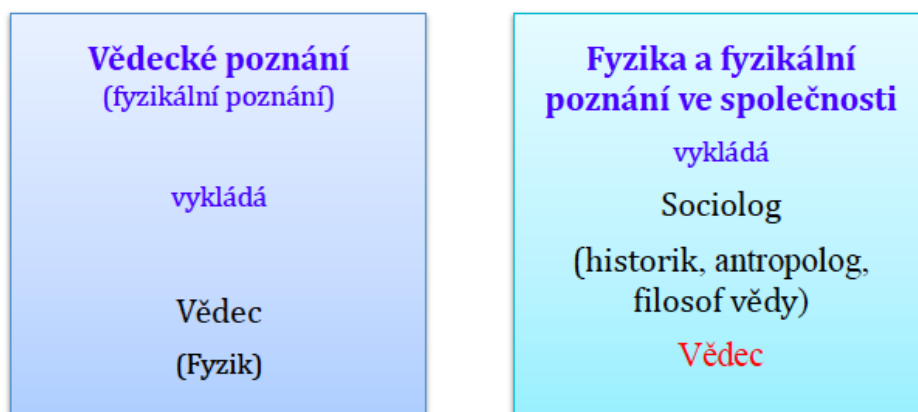 Vědecké poznání
(fyzikální poznání)
vykládá
Vědec
(Fyzik)
Fyzika a fyzikální
poznání ve společnosti
vykládá
Sociolog
(historik, antropolog,
filosof vědy)
Vědec